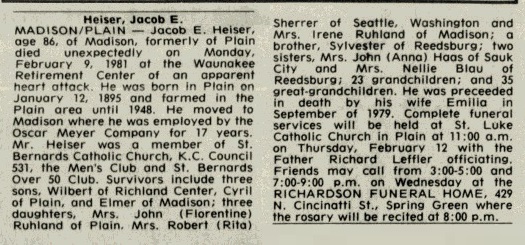 Heiser, Jacob E.
MADISON/PLAIN — Jacob E. Heiser,
age 86, of Madison, formerly of Plain
died unexpectedly on Monday,
February 9, 1981 at the Waunakee
Retirement Center of an apparent
heart attack. He was born in Plain on
January 12, 1895 and farmed in the
Plain area until 1948. He moved to
Madison where he was employed by the
Oscar Meyer Company for 17 years.
Mr. Heiser was a member of St.
Bernards Catholic Church, K.C. Council
531, the Men's Club and St. Bernards
Over 50 Club. Survivors include three
sons, Wilbert of Richland Center, Cyril
of Plain, and Elmer of Madison; three
daughters, Mrs. John (Florentine)
Ruhland of Plain. Mrs. Robert (Rita)
Sherrer of Seattle, Washington and
Mrs. Irene Ruhland of Madison; a
brother, Sylvester of Reedsburg; two
sisters, Mrs. John (Anna) Haas of Sauk
City and Mrs. Nellie Blau of
Reedsburg; 23 grandchildren; and 35
great-grandchildren. He was preceeded
in death by his wife Emilia in
September of 1979. Complete funeral
services will be held at St. Luke
Catholic Church in Plain at 11:00 a.m.
on Thursday, February 12 with the
Father Richard Leffler officiating.
Friends may call from 3:00-5:00 and
7:00-9:00 p.m. on Wednesday at the
RICHARDSON FUNERAL HOME, 429
N. Cincinatti St., Spring Green where
the rosary will be recited at 8:00 p.m.